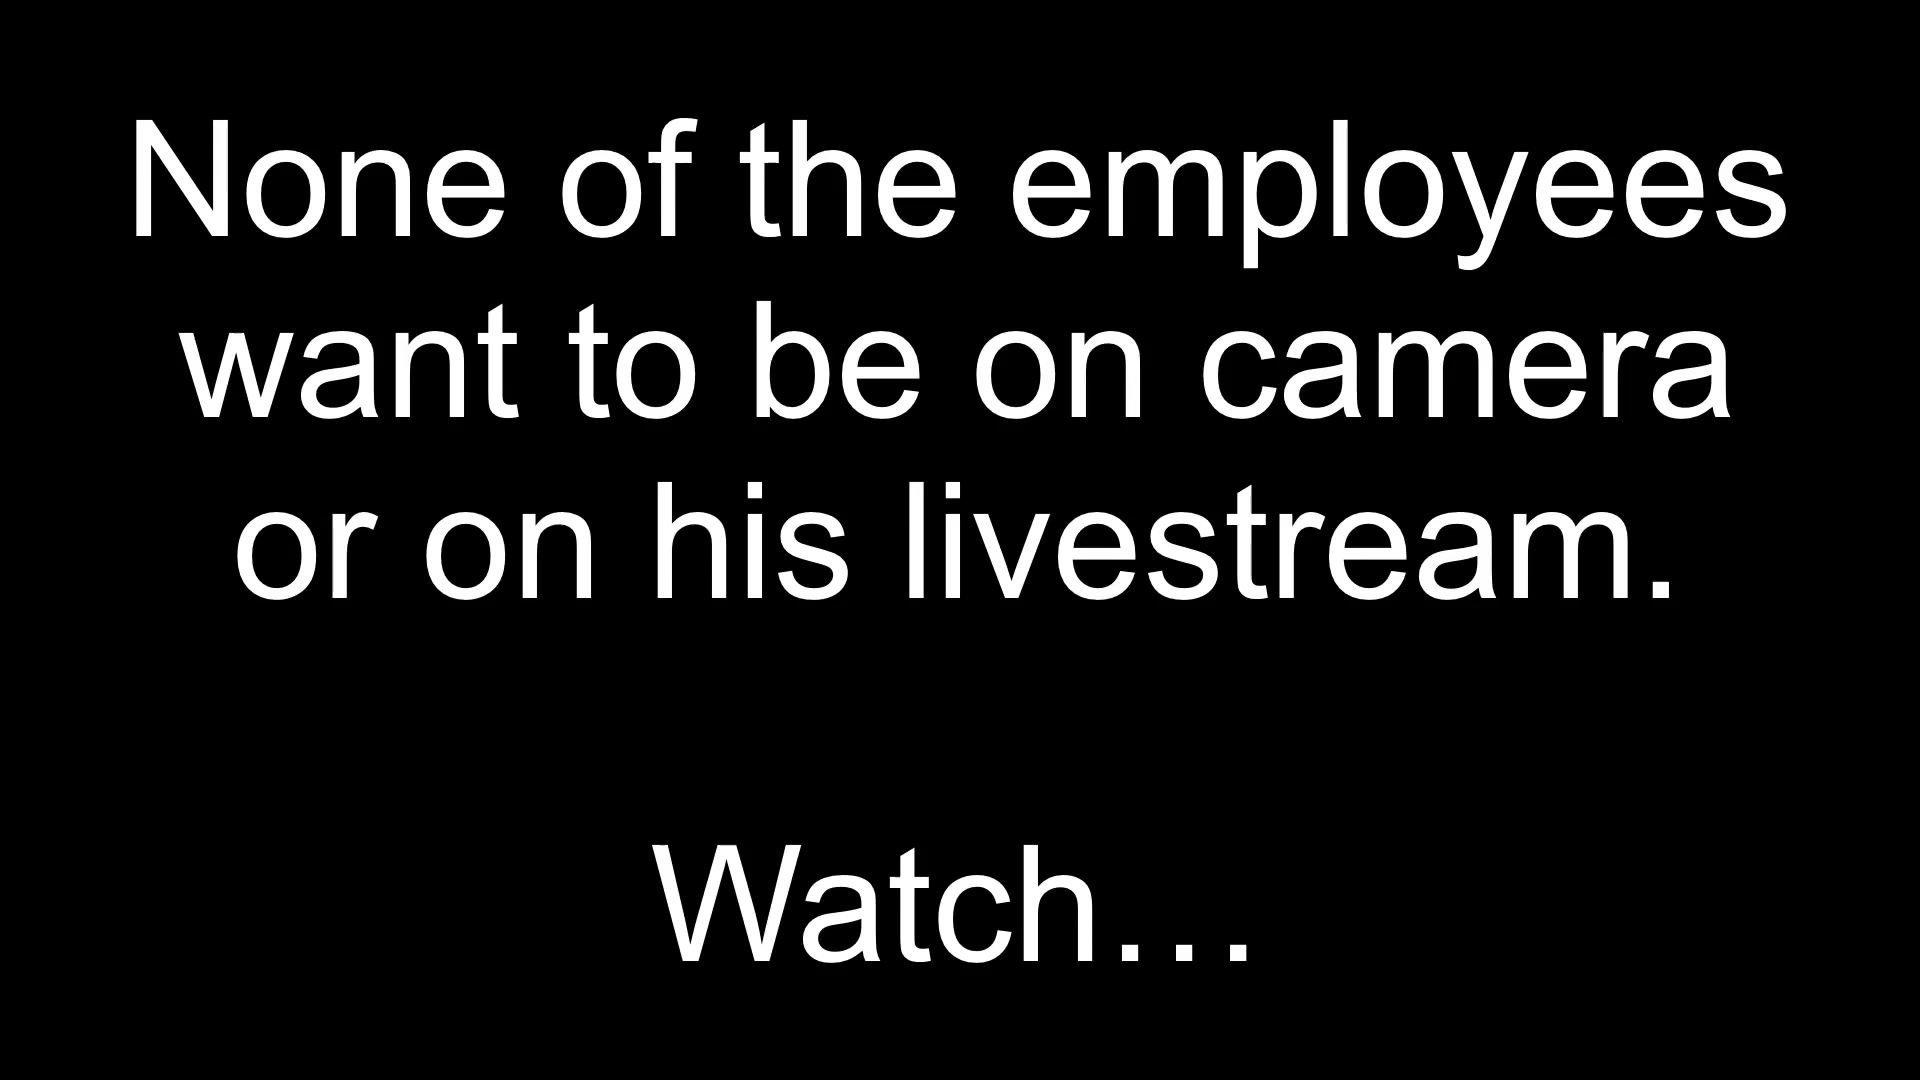 None of the employees
want to be on camera
or on his livestream.
Watch...